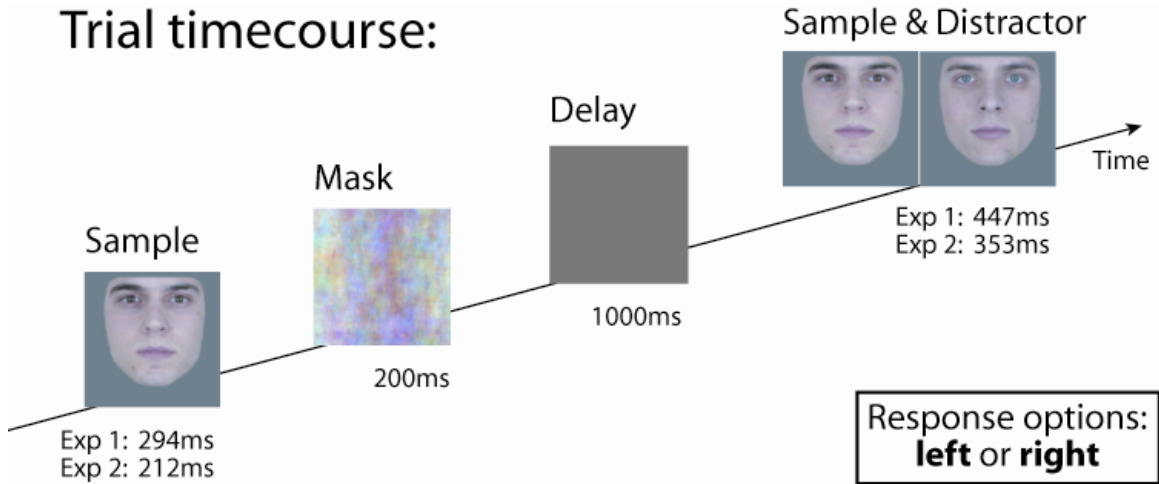 Trial timecourse:
Sample
Exp 1: 294ms
Exp 2: 212ms
Mask
200ms
Delay
1000ms
Sample & Distractor
Exp 1: 447ms
Exp 2: 353ms
Time
Response options:
left or right